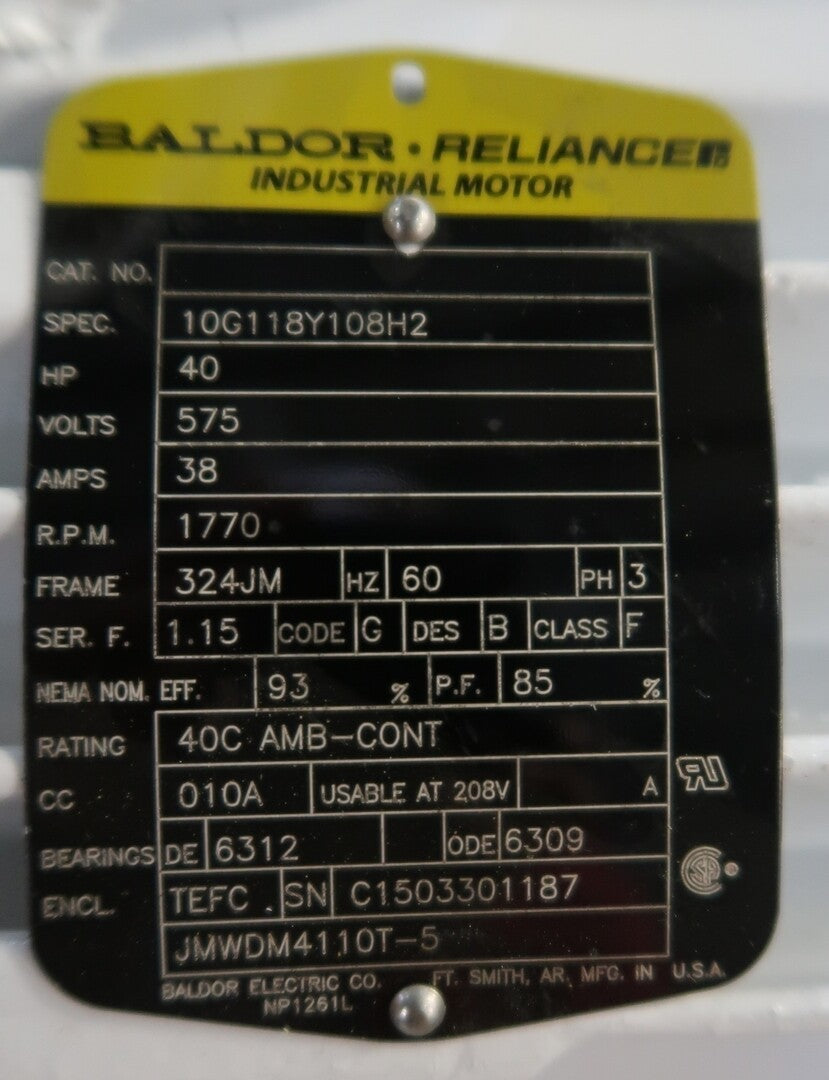 BALDOR • RELIANCE
INDUSTRIAL MOTOR
CAT. NO.
SPEC. 10G118Y108H2
HP 40
VOLTS 575
AMPS 38
R.P.M. 1770
FRAME 324JM HZ 60 PH 3
SER. F. 1.15 CODE G DES B CLASS F
NEMA NOM. EFF. 93 % P.F. 85 %
RATING 40C AMB-CONT
CC 010A USABLE AT 208V A
BEARINGS DE 6312 ODE 6309
ENCL. TEFC SN C1503301187
JMWDM4110T-5
BALDOR ELECTRIC CO. FT. SMITH, AR. MFG. IN U.S.A.
NP1261L